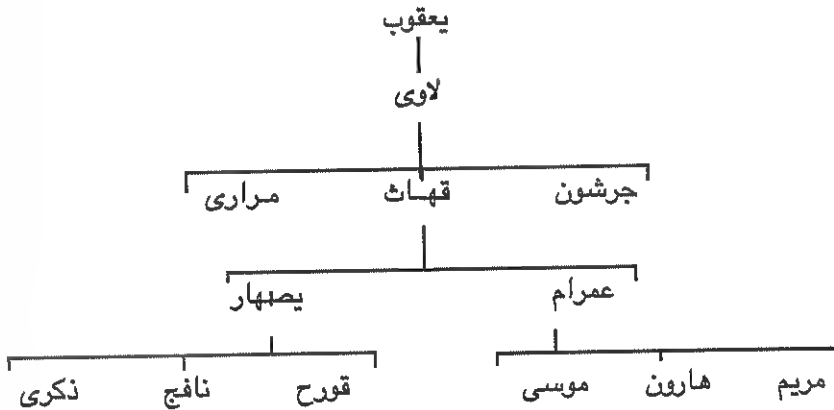 يعقوب
لاوى
جرشون قهاث مرارى
عمرام يصهار
مريم هارون موسى قورح نافج ذكرى